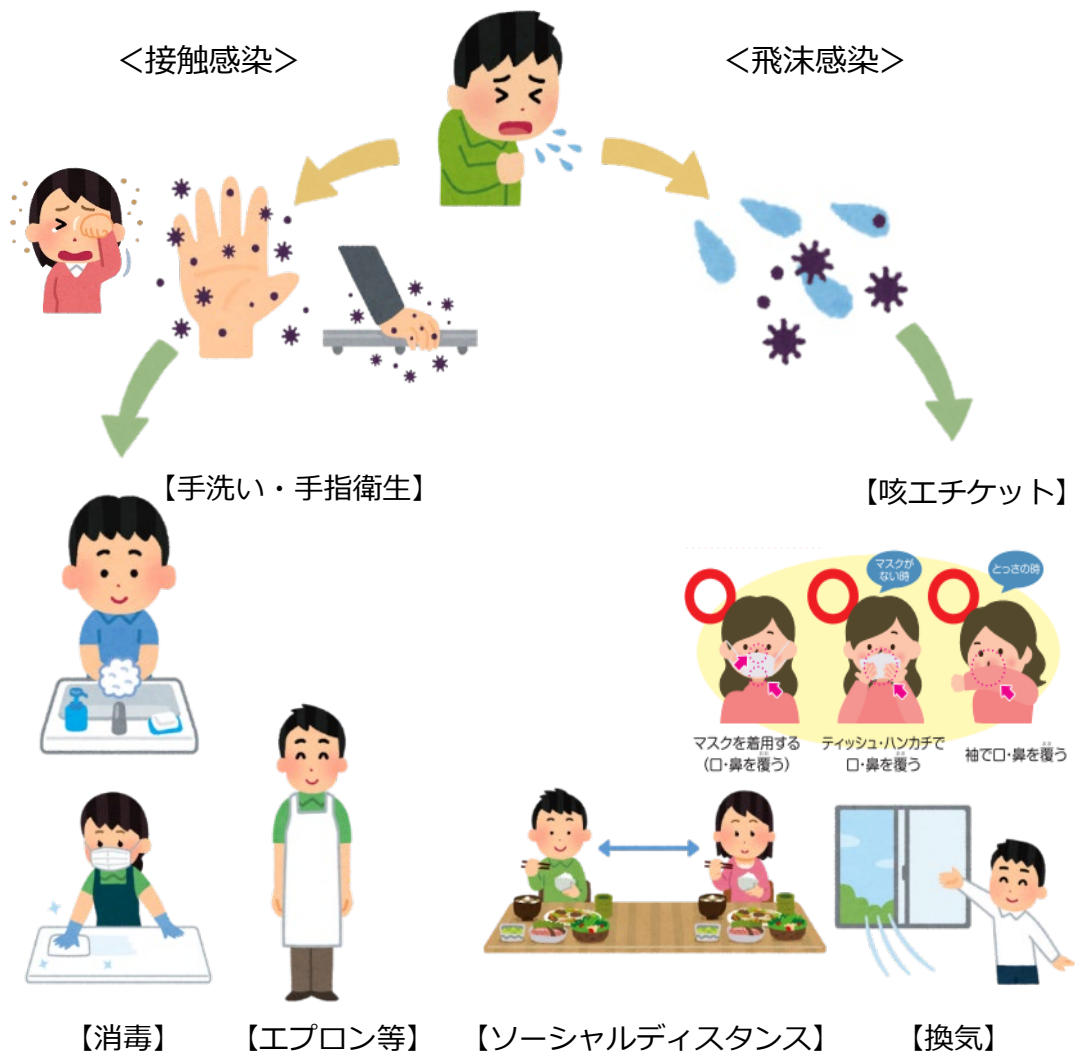 ＜接触感染＞
＜飛沫感染＞
【手洗い・手指衛生】
【咳エチケット】
マスクが
ない時
とっさの時
マスクを着用する
（口・鼻を覆う）
ティッシュ・ハンカチで
口・鼻を覆う
袖で口・鼻を覆う
【消毒】
【エプロン等】
【ソーシャルディスタンス】
【換気】